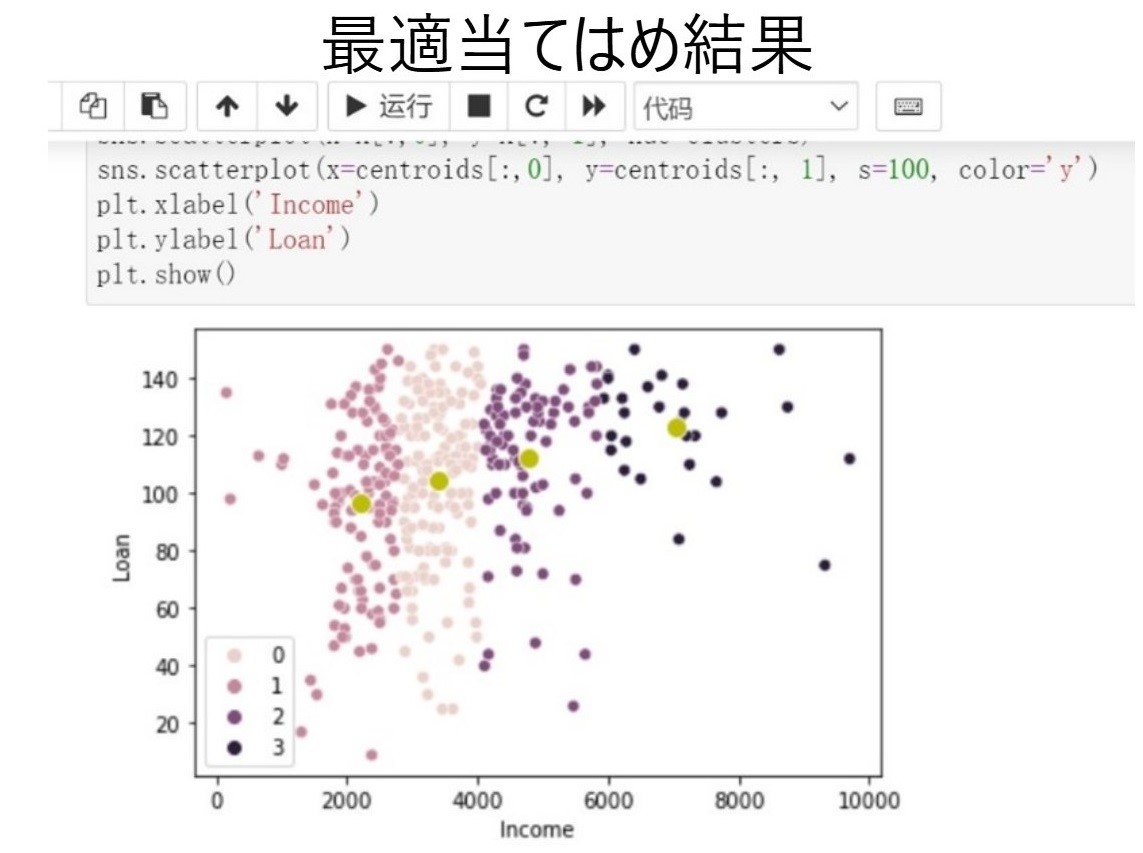 最適当てはめ結果
运行
代码
sns.scatterplot(x=centroids[:,0], y=centroids[:, 1], s=100, color='y')
plt.xlabel('Income')
plt.ylabel('Loan')
plt.show()
140
120
100
80
60
40
20
Loan
0
1
2
3
0 2000 4000 6000 8000 10000
Income